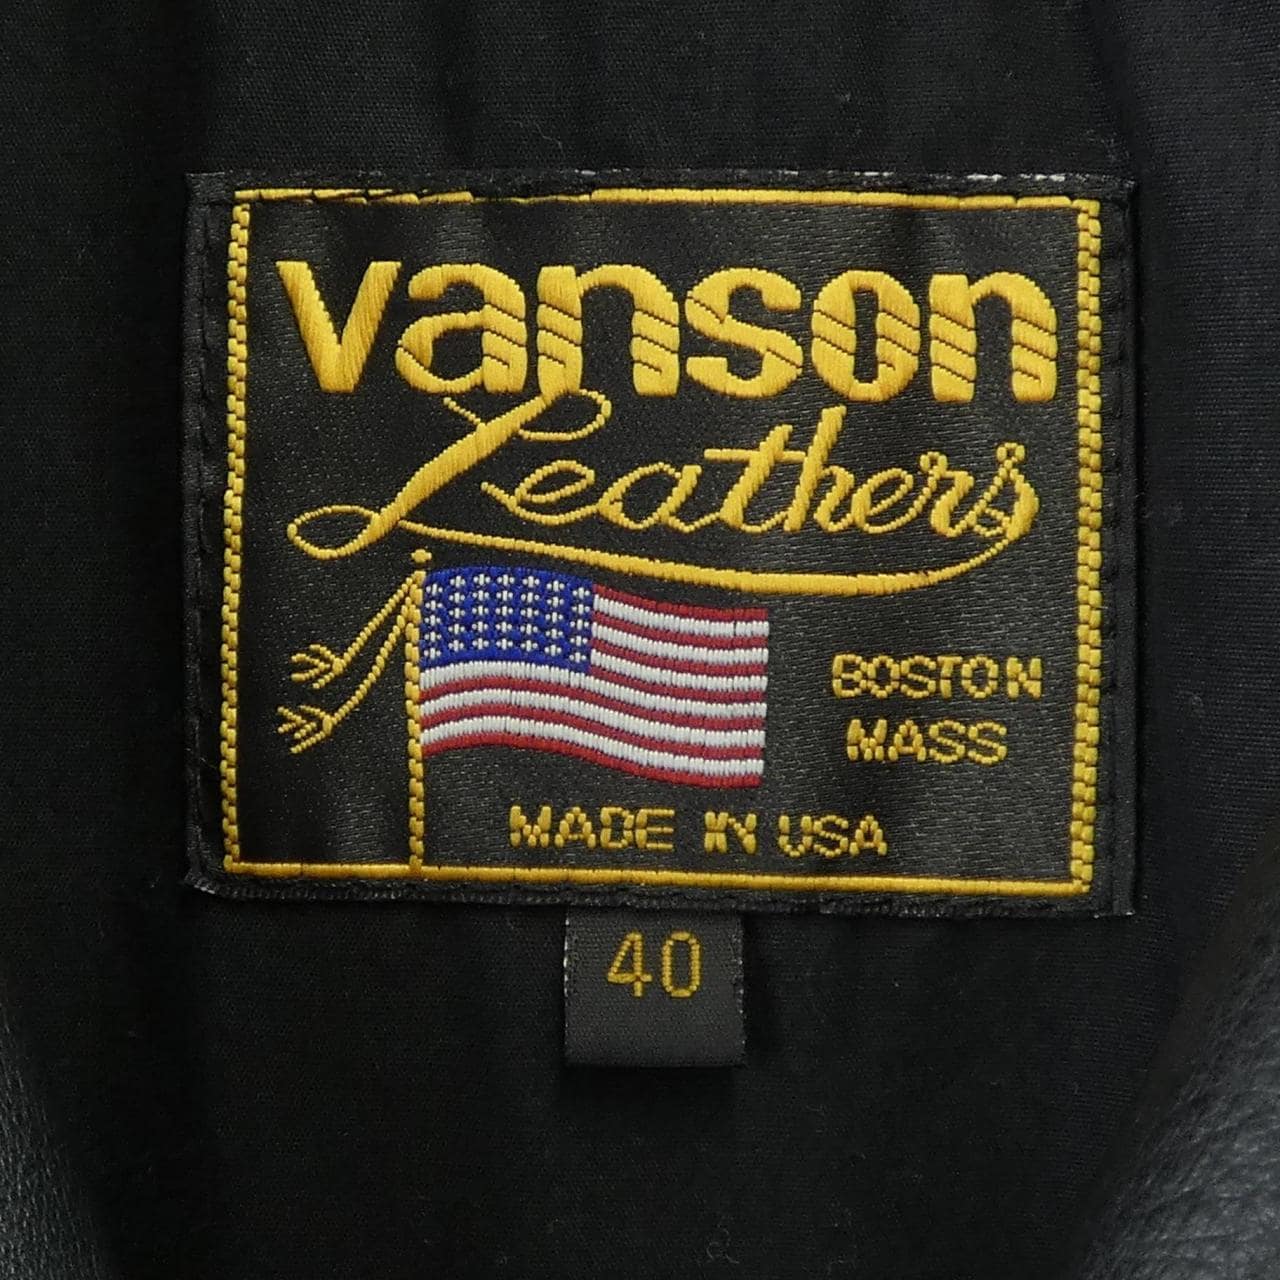 vanson
Leathers
BOSTON
MASS
MADE IN USA
40